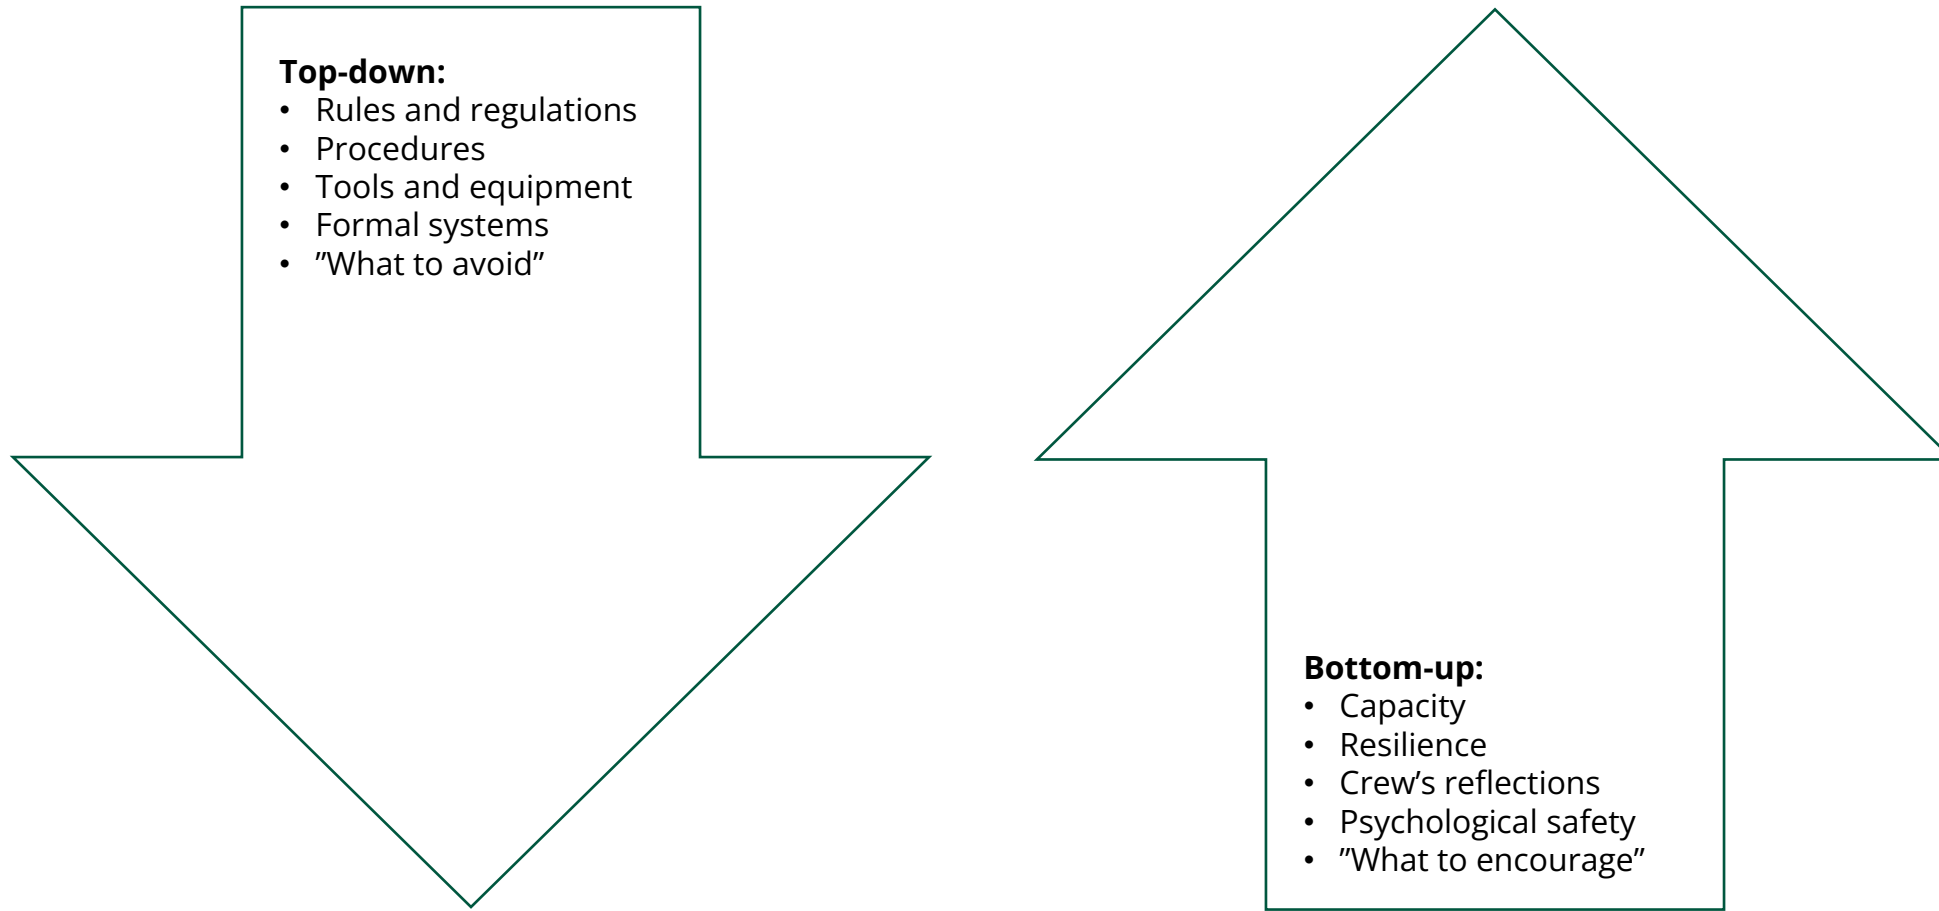 Top-down:
• Rules and regulations
• Procedures
• Tools and equipment
• Formal systems
• ”What to avoid”
Bottom-up:
• Capacity
• Resilience
• Crew’s reflections
• Psychological safety
• ”What to encourage”